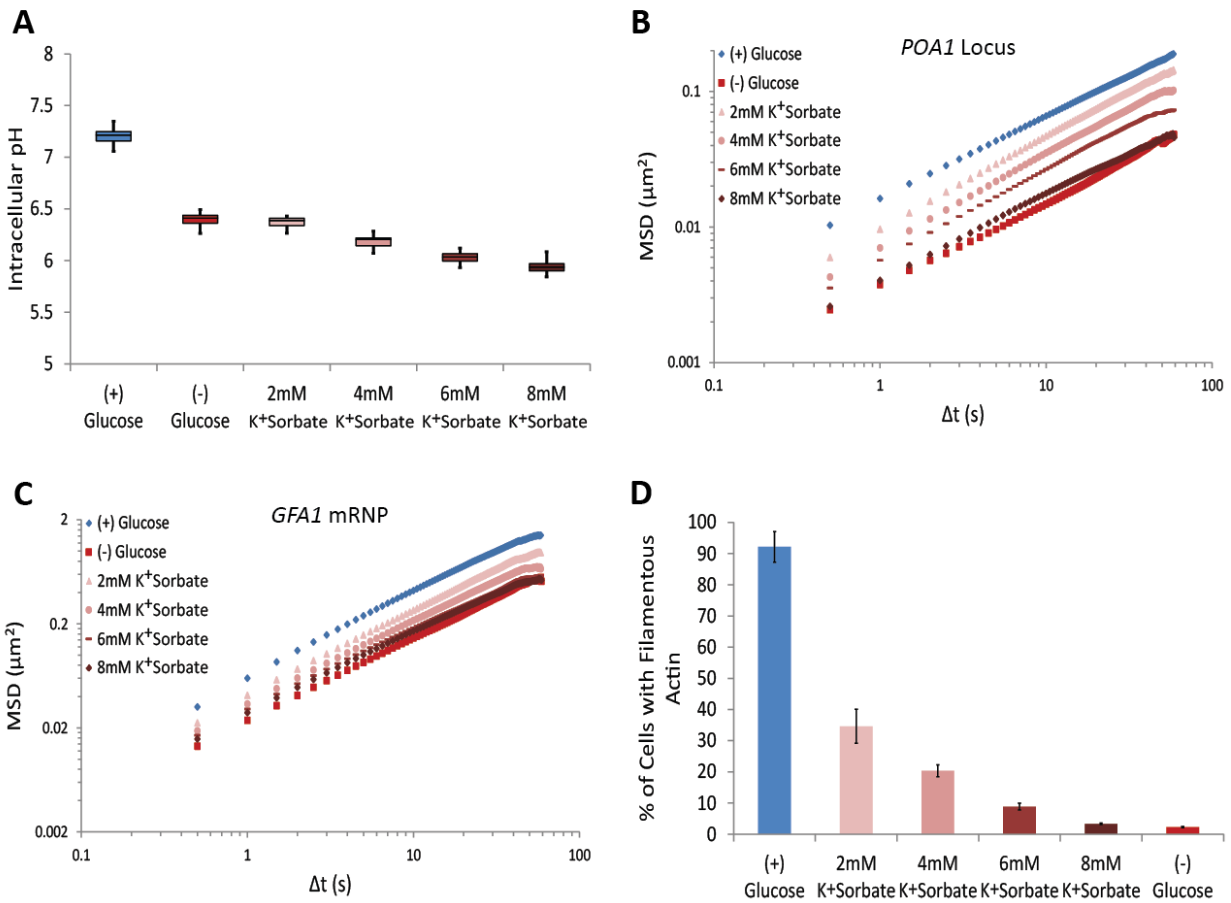 A
8
7.5
7
6.5
6
5.5
5
Intracellular pH
(+)
Glucose
(-)
Glucose
2mM
K+Sorbate
4mM
K+Sorbate
6mM
K+Sorbate
8mM
K+Sorbate
B
POA1 Locus
(+) Glucose
(-) Glucose
2mM K+Sorbate
4mM K+Sorbate
6mM K+Sorbate
8mM K+Sorbate
0.1
0.01
0.001
MSD (µm²)
0.1
1
10
100
Δt (s)
C
GFA1 mRNP
(+) Glucose
(-) Glucose
2mM K+Sorbate
4mM K+Sorbate
6mM K+Sorbate
8mM K+Sorbate
2
0.2
0.02
0.002
MSD (µm²)
0.1
1
10
100
Δt (s)
D
100
90
80
70
60
50
40
30
20
10
0
% of Cells with Filamentous
Actin
(+)
Glucose
2mM
K+Sorbate
4mM
K+Sorbate
6mM
K+Sorbate
8mM
K+Sorbate
(-)
Glucose